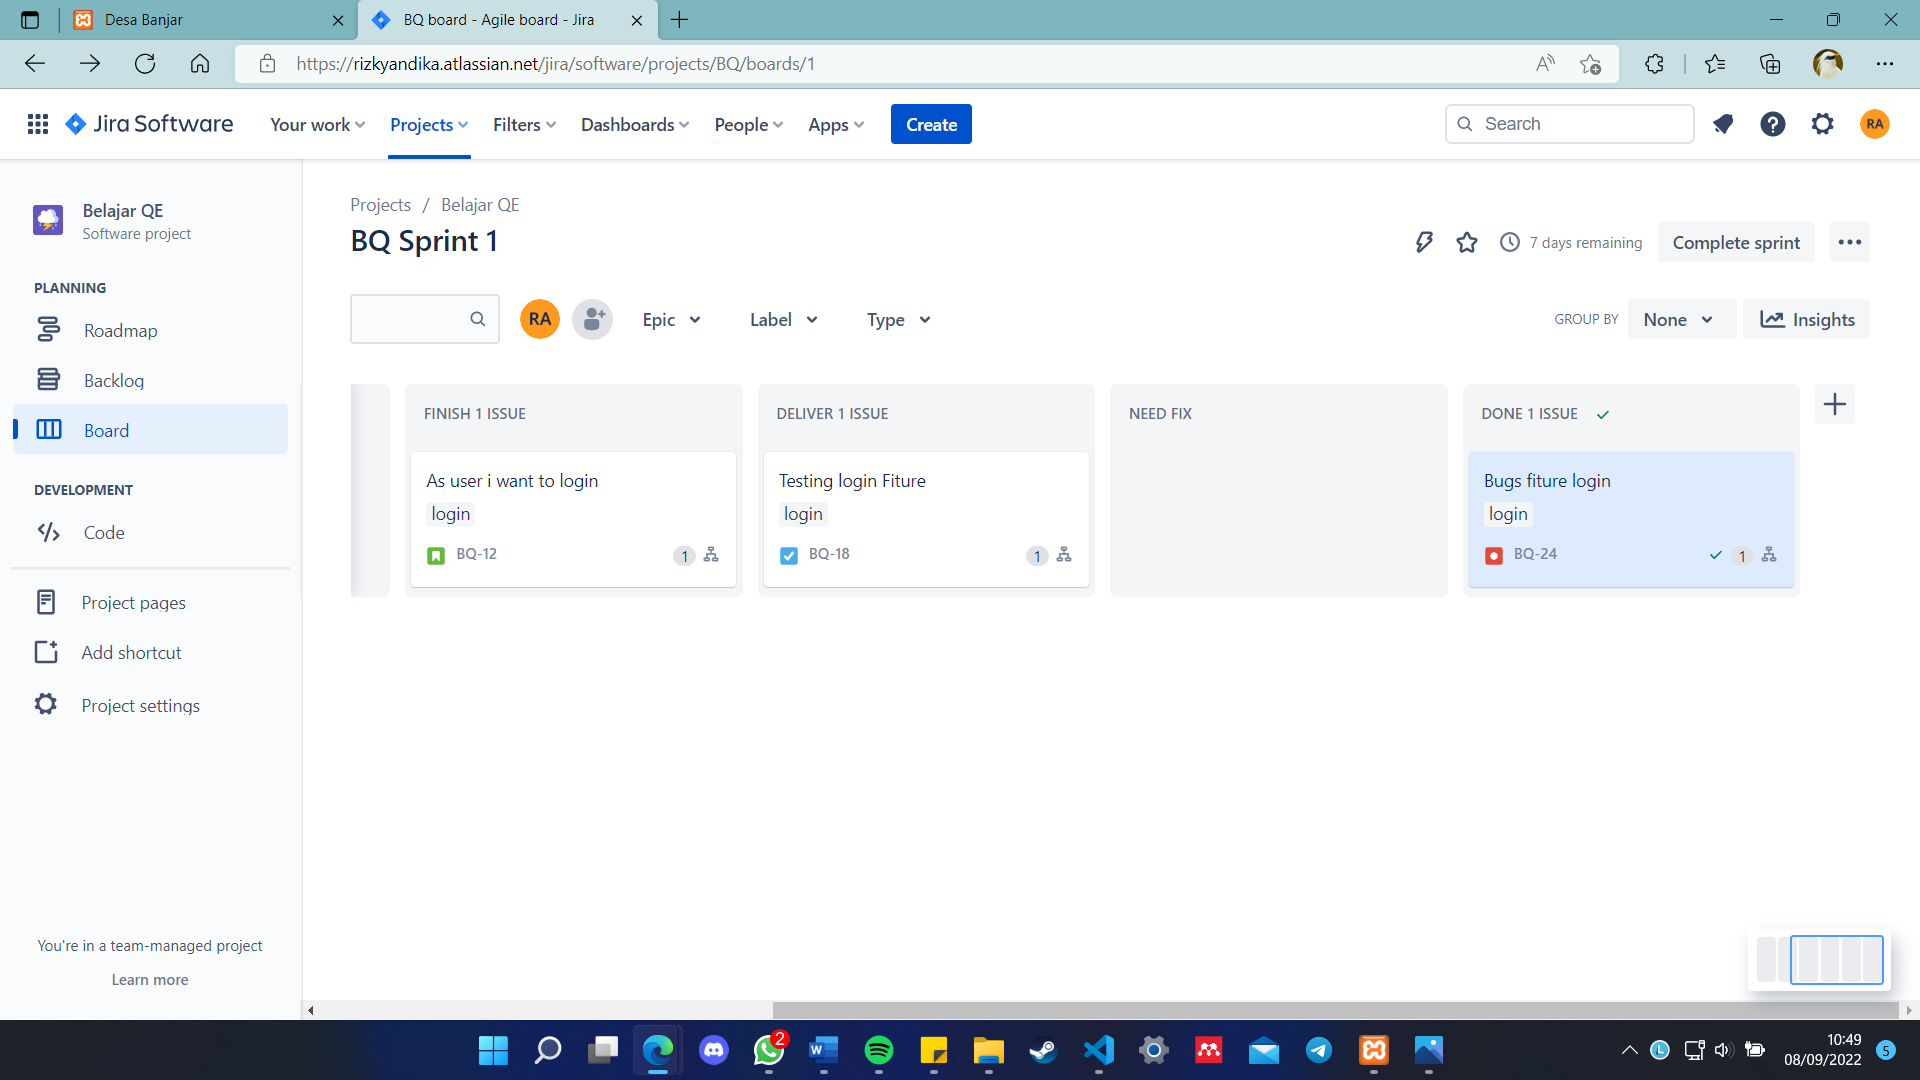 Desa Banjar
BQ board - Agile board - Jira
https://rizkyandika.atlassian.net/jira/software/projects/BQ/boards/1
Jira Software
Your work
Projects
Filters
Dashboards
People
Apps
Create
Search
RA
Belajar QE
Software project
PLANNING
Roadmap
Backlog
Board
DEVELOPMENT
Code
Project pages
Add shortcut
Project settings
You're in a team-managed project
Learn more
Projects / Belajar QE
BQ Sprint 1
7 days remaining
Complete sprint
RA
Epic
Label
Type
GROUP BY
None
Insights
FINISH 1 ISSUE
As user i want to login
login
BQ-12
1
DELIVER 1 ISSUE
Testing login Fiture
login
BQ-18
1
NEED FIX
DONE 1 ISSUE
Bugs fiture login
login
BQ-24
1
2
10:49
08/09/2022
5